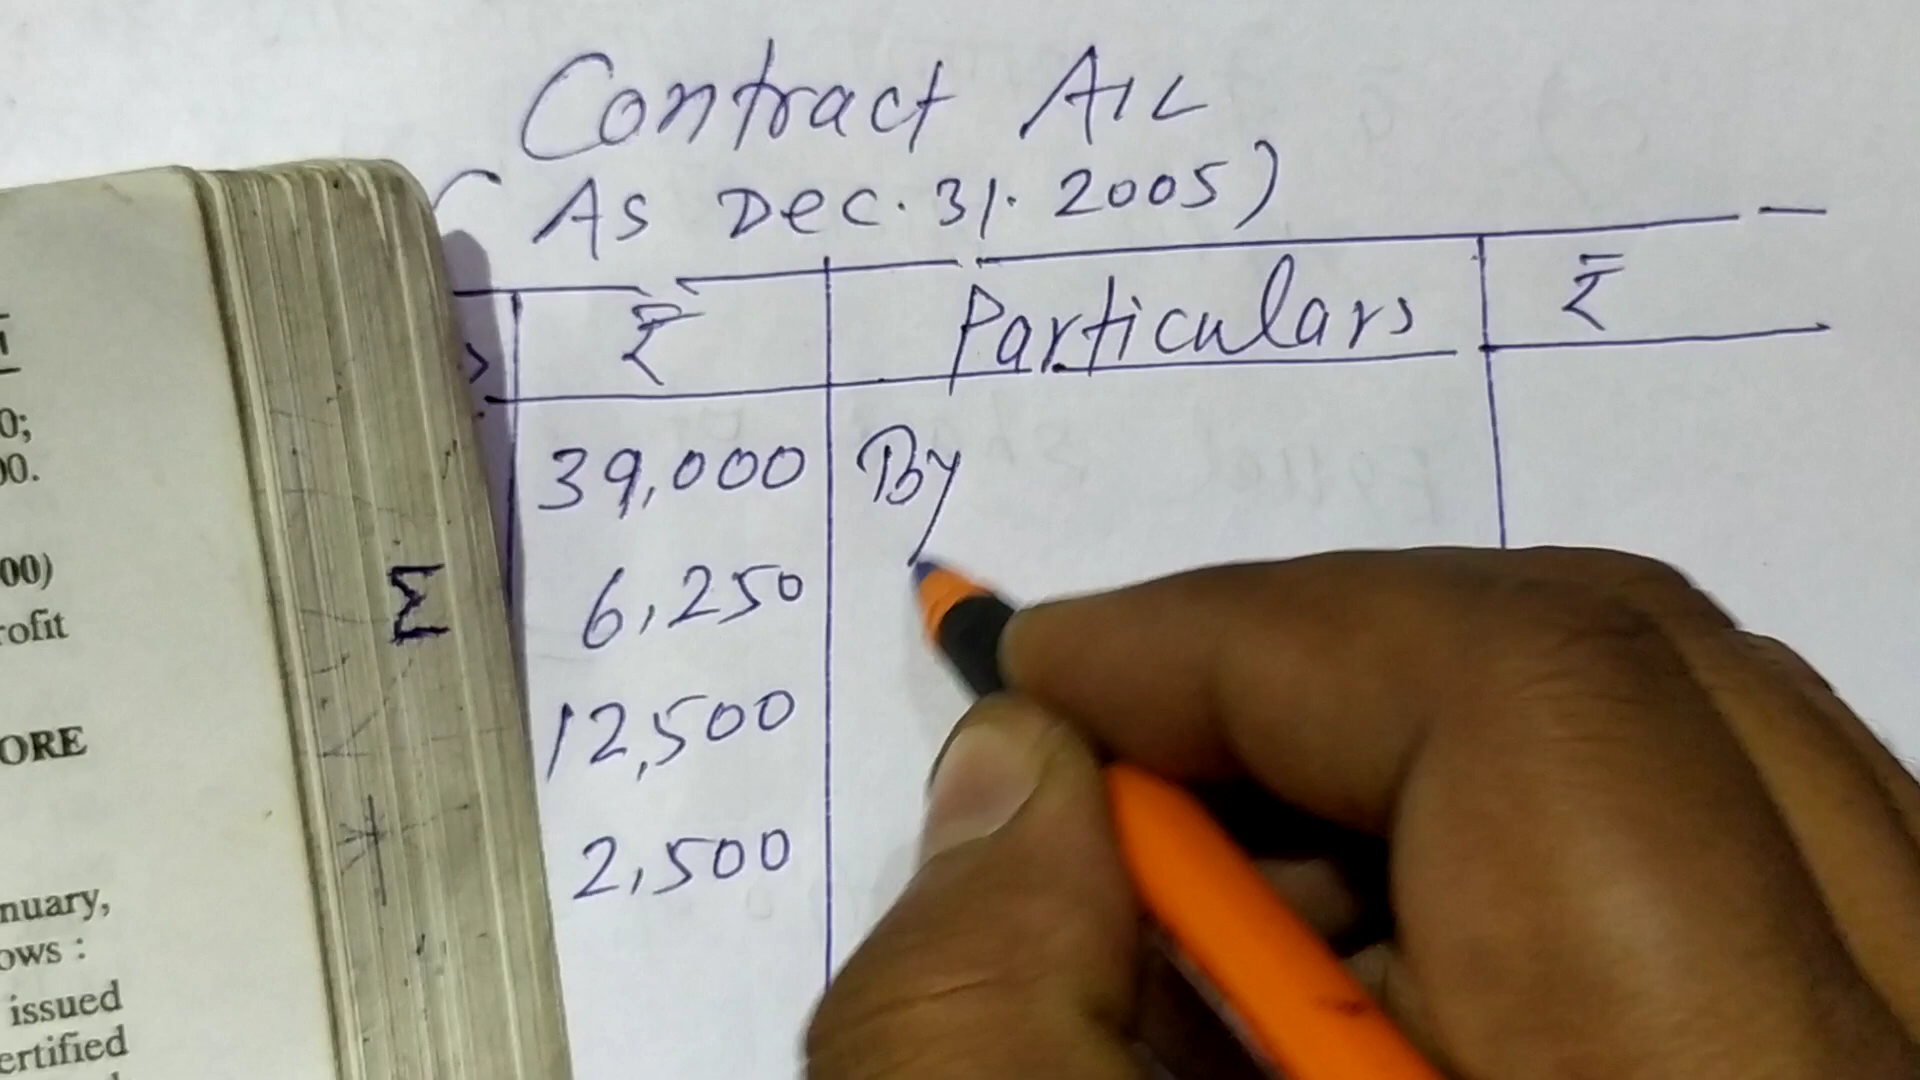 Contract A/C
(As Dec. 31. 2005)
₹ Particulars ₹
39,000 By
6,250
12,500
2,500
0;
00.
00)
rofit
ORE
nuary,
ows :
issued
ertified
Σ